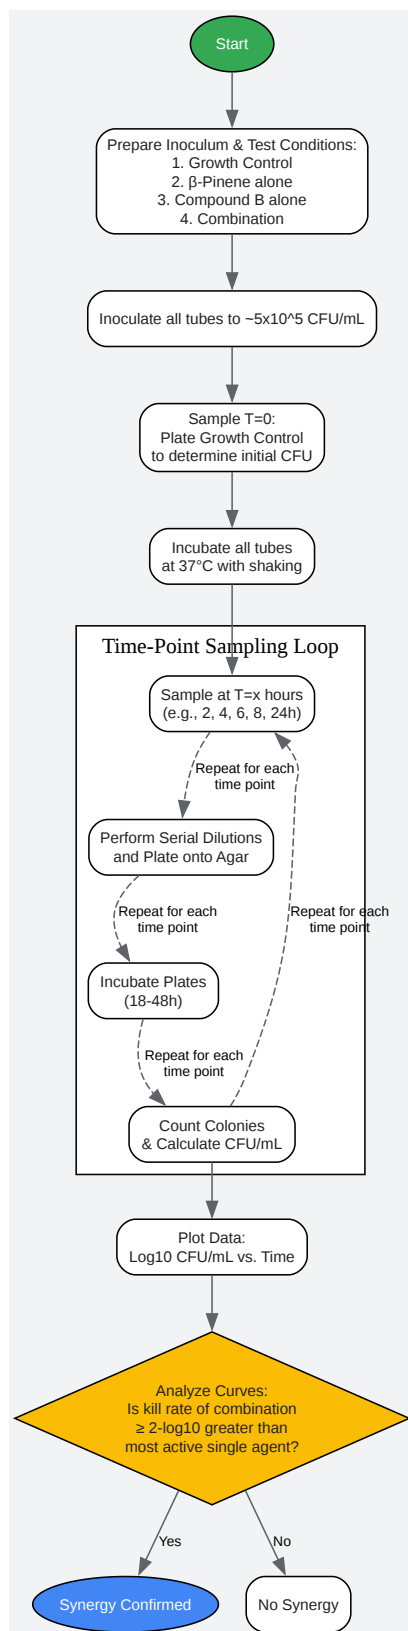 Start
Prepare Inoculum & Test Conditions:
1. Growth Control
2. β-Pinene alone
3. Compound B alone
4. Combination
Inoculate all tubes to ~5x10^5 CFU/mL
Sample T=0:
Plate Growth Control
to determine initial CFU
Incubate all tubes
at 37°C with shaking
Time-Point Sampling Loop
Sample at T=x hours
(e.g., 2, 4, 6, 8, 24h)
Repeat for each
time point
Perform Serial Dilutions
and Plate onto Agar
Repeat for each
time point
Repeat for each
time point
Incubate Plates
(18-48h)
Repeat for each
time point
Count Colonies
& Calculate CFU/mL
Plot Data:
Log10 CFU/mL vs. Time
Analyze Curves:
Is kill rate of combination
≥ 2-log10 greater than
most active single agent?
Yes
No
Synergy Confirmed
No Synergy